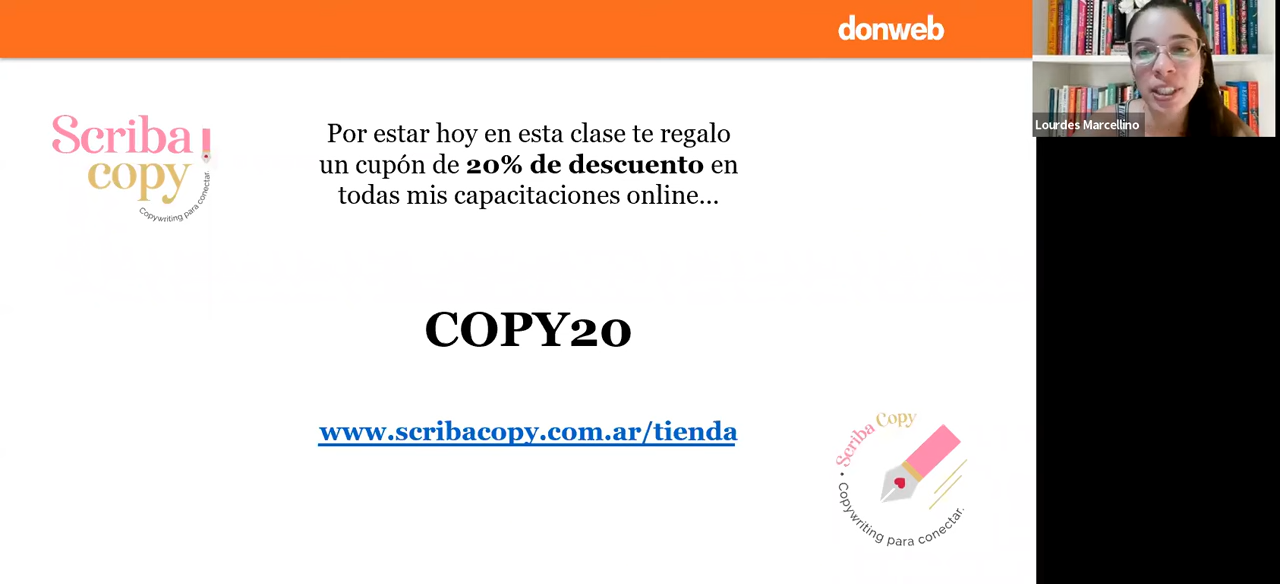 donweb
Lourdes Marcellino
Scriba
copy
Copywriting para conectar.
Por estar hoy en esta clase te regalo
un cupón de 20% de descuento en
todas mis capacitaciones online...
COPY20
www.scribacopy.com.ar/tienda
Scriba Copy
• Copywriting para conectar.